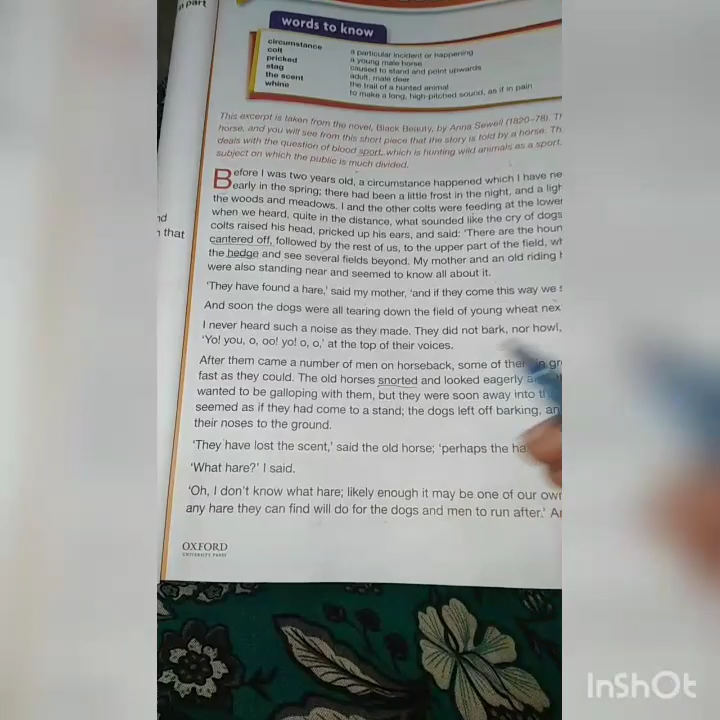 part
words to know
circumstance a particular incident or happening
colt a young male horse
pricked caused to stand and point upwards
stag adult, male deer
the scent the trail of a hunted animal
whine to make a long, high-pitched sound, as if in pain
This excerpt is taken from the novel, Black Beauty, by Anna Sewell (1820–78).
horse, and you will see from this short piece that the story is told by a horse.
deals with the question of blood sport, which is hunting wild animals as a sport.
subject on which the public is much divided.
Before I was two years old, a circumstance happened which I have
early in the spring; there had been a little frost in the night, and a
the woods and meadows. I and the other colts were feeding at the lower
when we heard, quite in the distance, what sounded like the cry of dogs
colts raised his head, pricked up his ears, and said: 'There are the
cantered off, followed by the rest of us, to the upper part of the field,
that
the hedge and see several fields beyond. My mother and an old riding
were also standing near and seemed to know all about it.
'They have found a hare,' said my mother, 'and if they come this way we
And soon the dogs were all tearing down the field of young wheat
I never heard such a noise as they made. They did not bark, nor howl,
'Yo! you, o, oo! yo! o, o,' at the top of their voices.
After them came a number of men on horseback, some of
fast as they could. The old horses snorted and looked eagerly
wanted to be galloping with them, but they were soon away into
seemed as if they had come to a stand; the dogs left off barking,
their noses to the ground.
'They have lost the scent,' said the old horse; 'perhaps the
'What hare?' I said.
'Oh, I don't know what hare; likely enough it may be one of our
any hare they can find will do for the dogs and men to run after.'
OXFORD
UNIVERSITY PRESS
InShOt